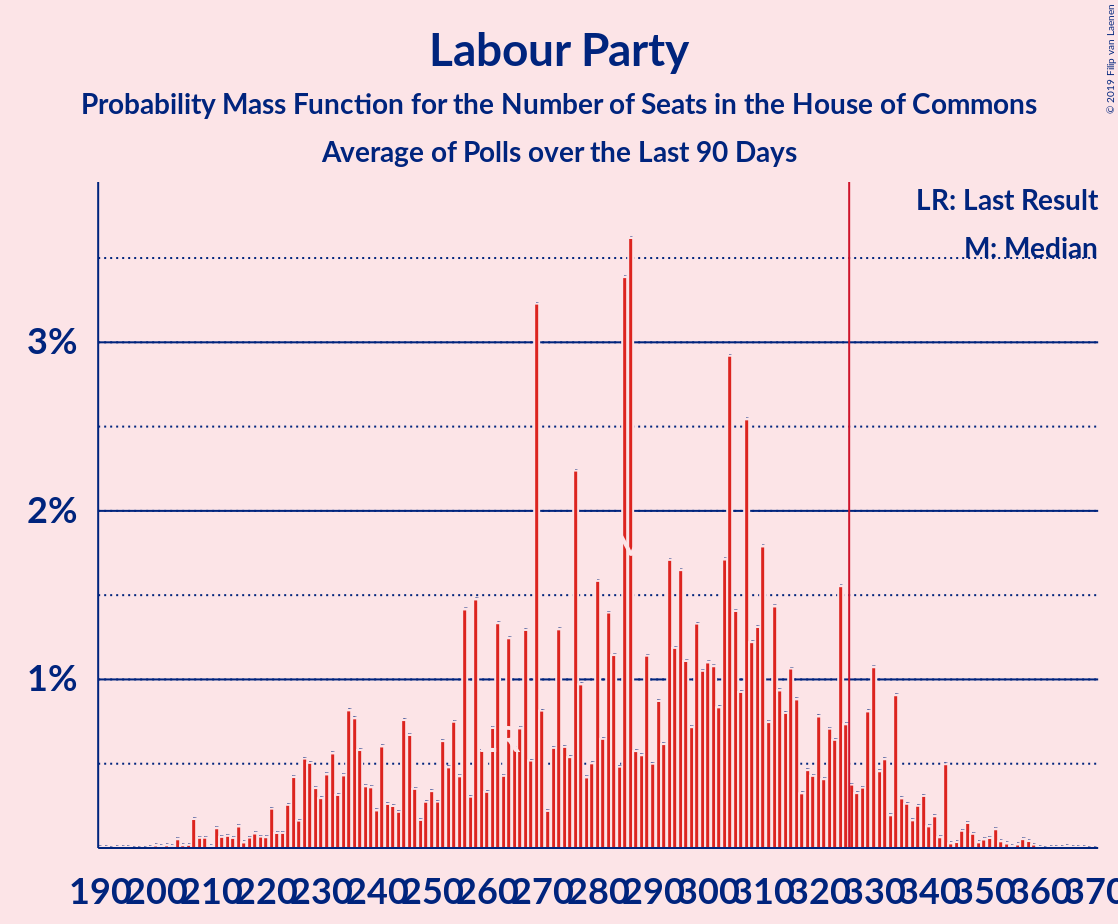 Labour Party
Probability Mass Function for the Number of Seats in the House of Commons
Average of Polls over the Last 90 Days
© 2019 Filip van Laenen
LR: Last Result
M: Median
3%
2%
1%
190 200 210 220 230 240 250 260 270 280 290 300 310 320 330 340 350 360 370